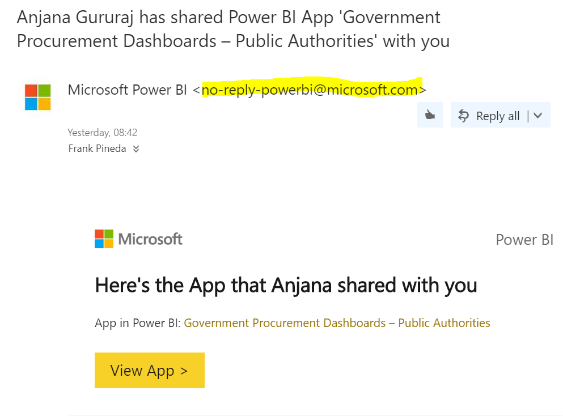 Anjana Gururaj has shared Power BI App 'Government
Procurement Dashboards – Public Authorities' with you
Microsoft Power BI <no-reply-powerbi@microsoft.com>
Reply all
Yesterday, 08:42
Frank Pineda
Microsoft
Power BI
Here's the App that Anjana shared with you
App in Power BI: Government Procurement Dashboards – Public Authorities
View App >